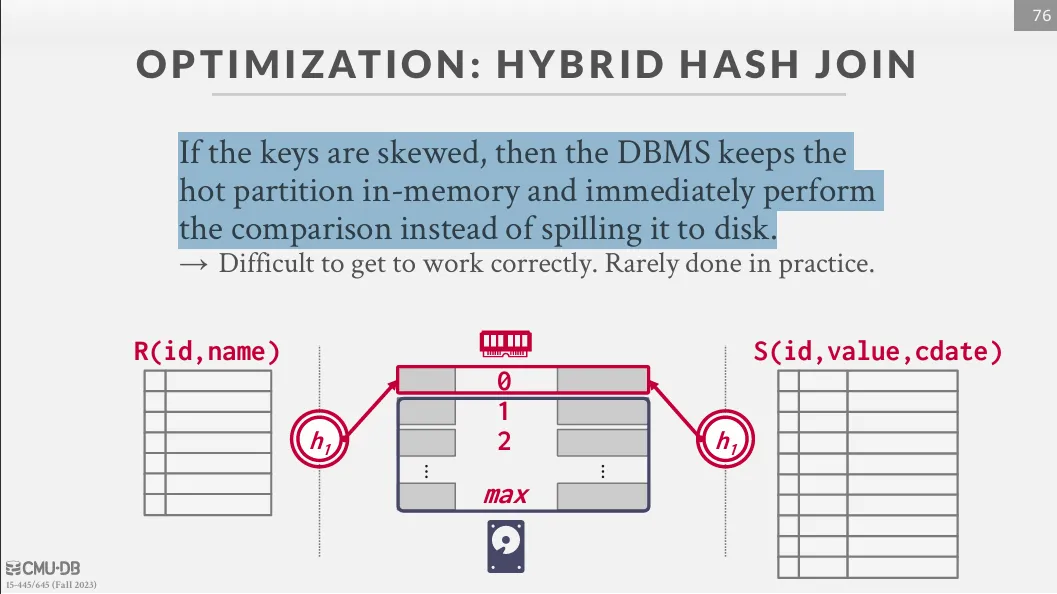 76
OPTIMIZATION: HYBRID HASH JOIN
If the keys are skewed, then the DBMS keeps the
hot partition in-memory and immediately perform
the comparison instead of spilling it to disk.
→ Difficult to get to work correctly. Rarely done in practice.
R(id,name)
S(id,value,cdate)
0
1
h₁
2
h₁
⋮
⋮
max
CMU·DB
15-445/645 (Fall 2023)